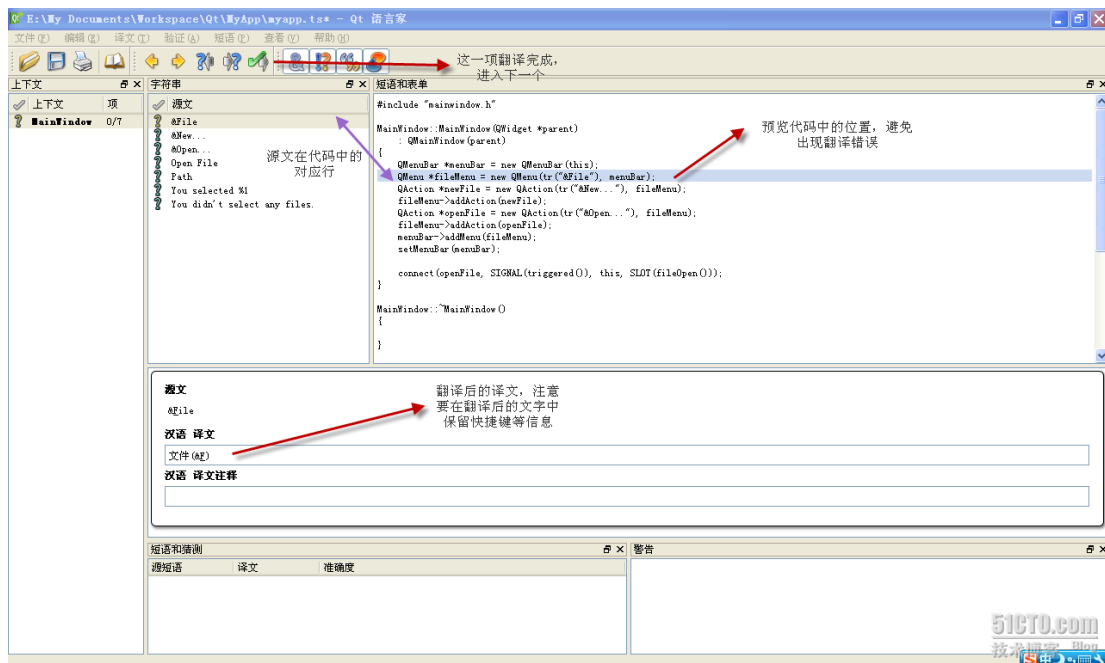 E:\My Documents\Workspace\Qt\MyApp\myapp.ts* - Qt 语言家
文件(F) 编辑(E) 译文(T) 验证(A) 短语(P) 查看(V) 帮助(H)
这一项翻译完成，
进入下一个
上下文
字符串
短语和表单
上下文 项
MainWindow 0/7
源文
&File
&New...
&Open...
Open File
Path
You selected %1
You didn't select any files.
源文在代码中的
对应行
#include "mainwindow.h"
MainWindow::MainWindow(QWidget *parent)
: QMainWindow(parent)
{
QMenuBar *menuBar = new QMenuBar(this);
QMenu *fileMenu = new QMenu(tr("&File"), menuBar);
QAction *newFile = new QAction(tr("&New..."), fileMenu);
fileMenu->addAction(newFile);
QAction *openFile = new QAction(tr("&Open..."), fileMenu);
fileMenu->addAction(openFile);
menuBar->addMenu(fileMenu);
setMenuBar(menuBar);
connect(openFile, SIGNAL(triggered()), this, SLOT(fileOpen()));
}
MainWindow::~MainWindow()
{
}
预览代码中的位置，避免
出现翻译错误
源文
&File
汉语 译文
文件(&F)
汉语 译文注释
翻译后的译文，注意
要在翻译后的文字中
保留快捷键等信息
短语和猜测
源短语 译文 准确度
警告
51CTO.com
技术博客 Blog
中